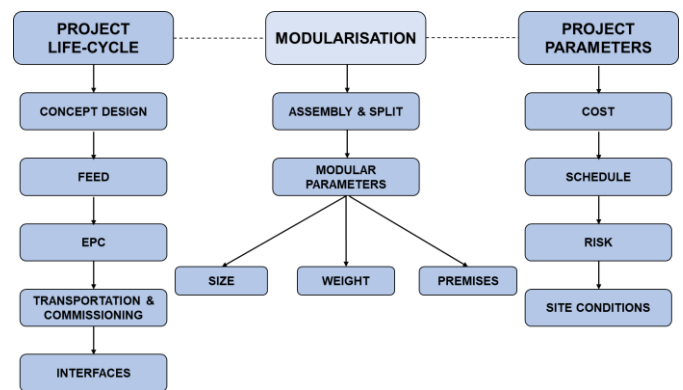 PROJECT
LIFE-CYCLE
MODULARISATION
PROJECT
PARAMETERS
CONCEPT DESIGN
ASSEMBLY & SPLIT
COST
FEED
MODULAR
PARAMETERS
SCHEDULE
EPC
RISK
SIZE
WEIGHT
PREMISES
TRANSPORTATION &
COMMISSIONING
SITE CONDITIONS
INTERFACES